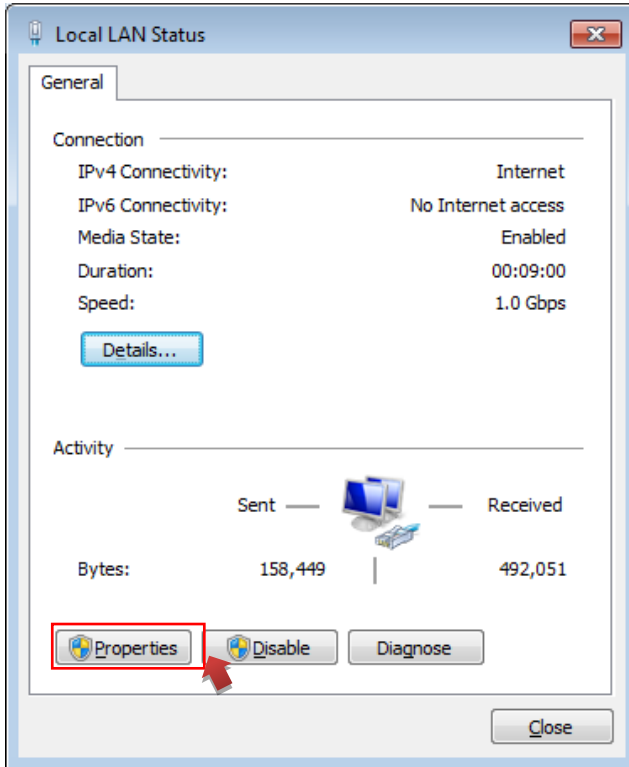 Local LAN Status
General
Connection
IPv4 Connectivity: Internet
IPv6 Connectivity: No Internet access
Media State: Enabled
Duration: 00:09:00
Speed: 1.0 Gbps
Details...
Activity
Sent Received
Bytes: 158,449 492,051
Properties Disable Diagnose
Close